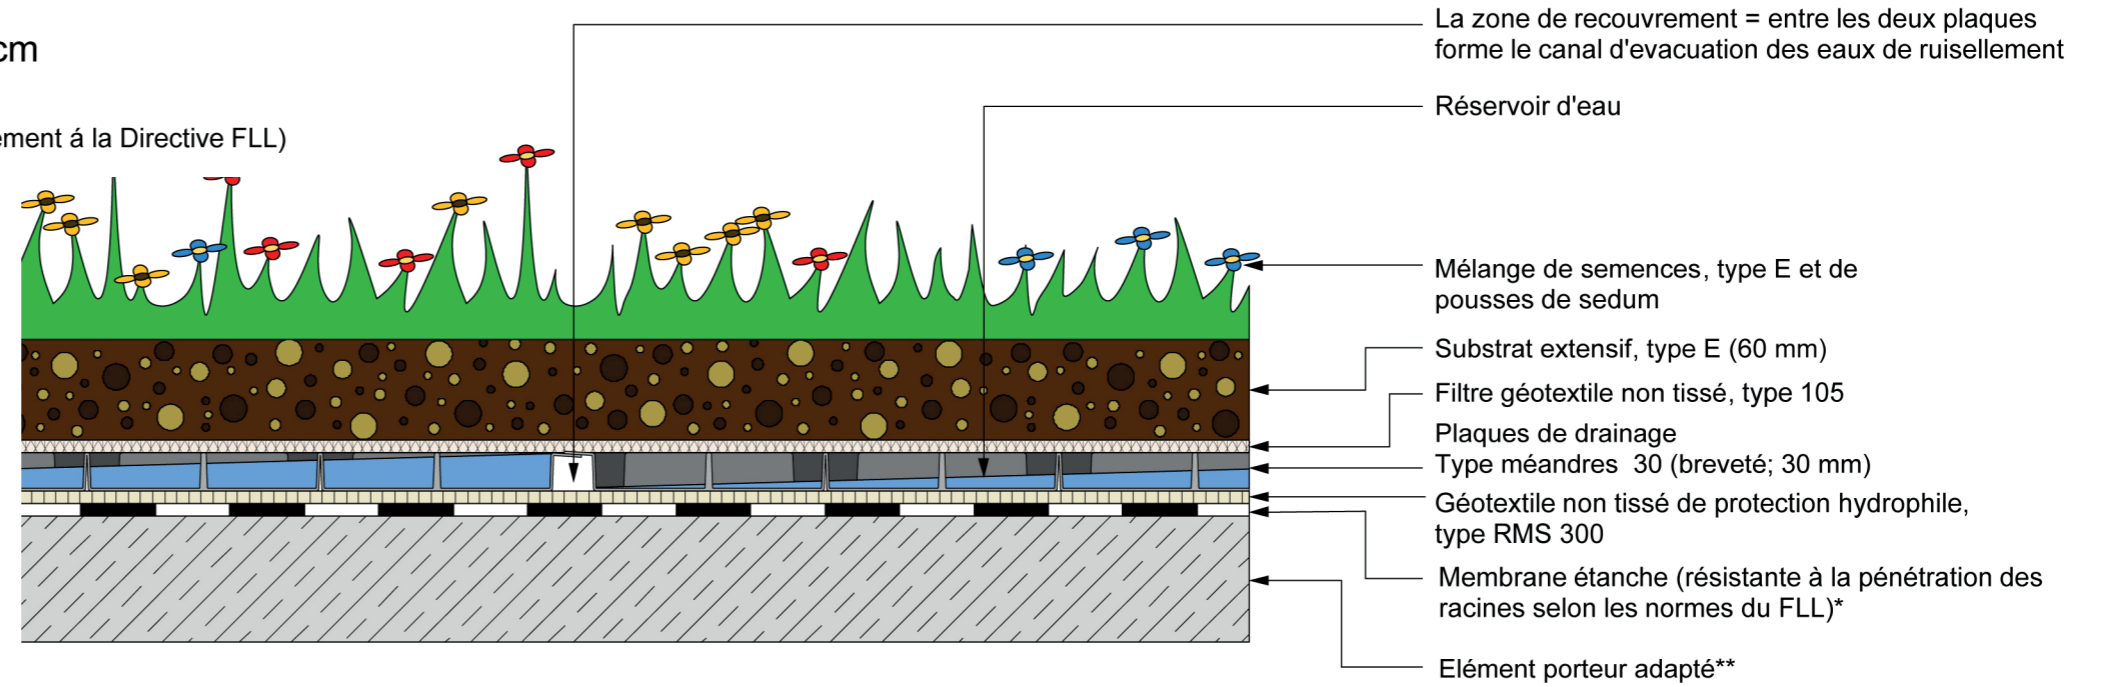 cm
ement á la Directive FLL)
La zone de recouvrement = entre les deux plaques
forme le canal d'evacuation des eaux de ruisellement
Réservoir d'eau
Mélange de semences, type E et de
pousses de sedum
Substrat extensif, type E (60 mm)
Filtre géotextile non tissé, type 105
Plaques de drainage
Type méandres 30 (breveté; 30 mm)
Géotextile non tissé de protection hydrophile,
type RMS 300
Membrane étanche (résistante à la pénétration des
racines selon les normes du FLL)*
Elément porteur adapté**